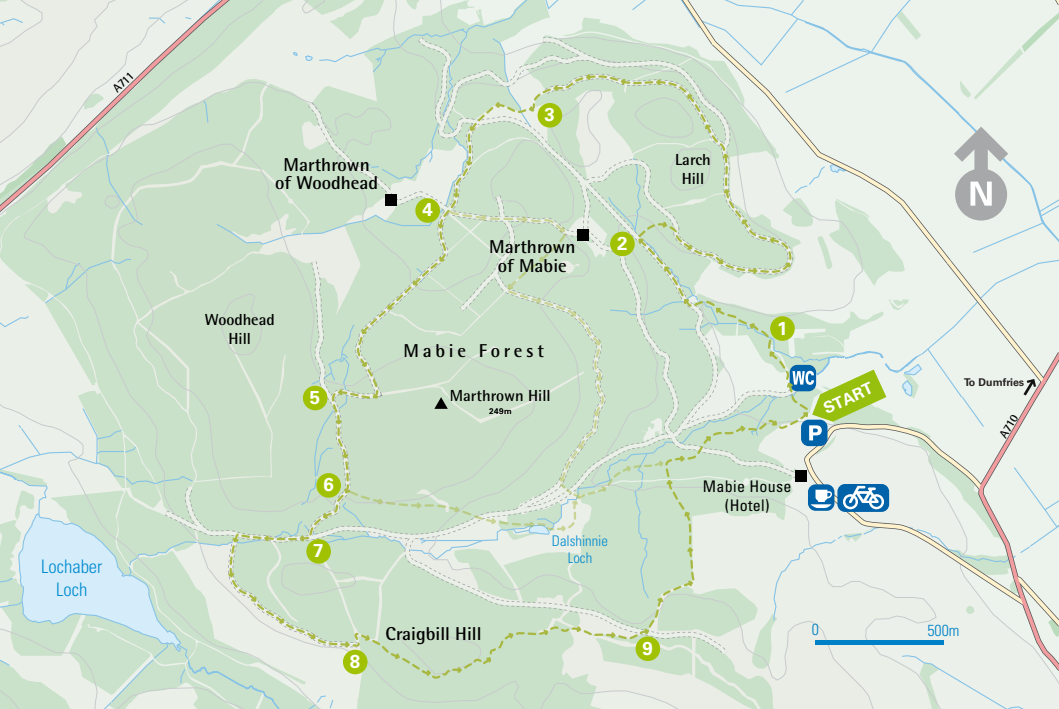 A711
3
Marthrown
of Woodhead
Larch
Hill
N
4
Marthrown
of Mabie
2
Woodhead
Hill
1
Mabie Forest
WC
START
To Dumfries
A710
5
Marthrown Hill
249m
P
6
Mabie House
(Hotel)
7
Dalshinnie
Loch
Lochaber
Loch
Craigbill Hill
8
9
0 500m